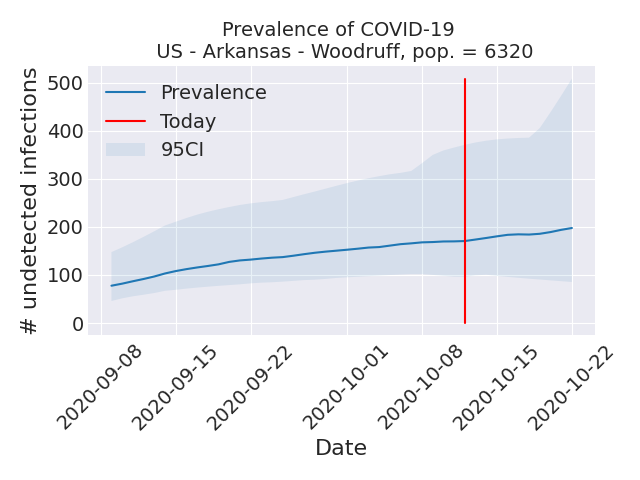 Prevalence of COVID-19
US - Arkansas - Woodruff, pop. = 6320
# undetected infections
500
400
300
200
100
0
Prevalence
Today
95CI
2020-09-08
2020-09-15
2020-09-22
2020-10-01
2020-10-08
2020-10-15
2020-10-22
Date